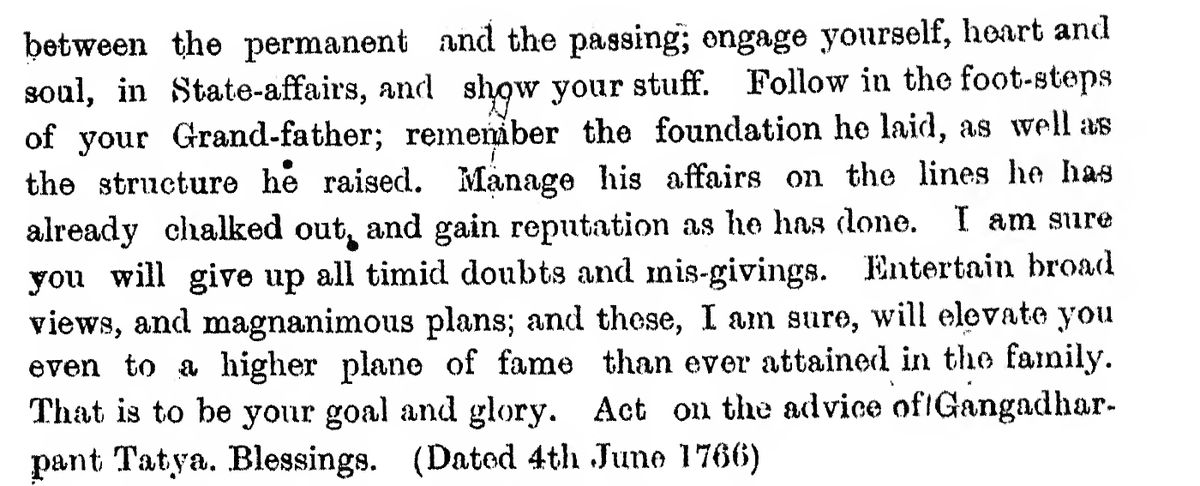 between the permanent and the passing; engage yourself, heart and
soul, in State-affairs, and show your stuff. Follow in the foot-steps
of your Grand-father; remember the foundation he laid, as well as
the structure he raised. Manage his affairs on the lines he has
already chalked out, and gain reputation as he has done. I am sure
you will give up all timid doubts and mis-givings. Entertain broad
views, and magnanimous plans; and those, I am sure, will elevate you
even to a higher plane of fame than ever attained in the family.
That is to be your goal and glory. Act on the advice of Gangadhar-
pant Tatya. Blessings. (Dated 4th June 1766)